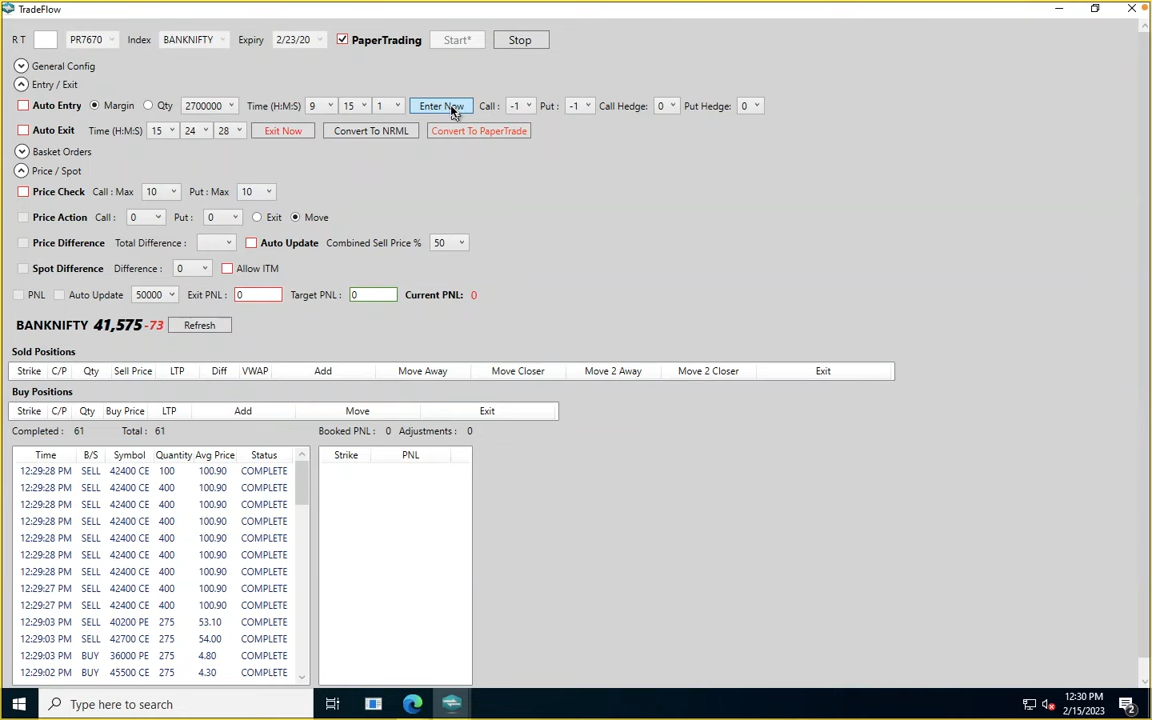 TradeFlow
R T PR7670 Index BANKNIFTY Expiry 2/23/20 PaperTrading Start* Stop
General Config
Entry / Exit
Auto Entry Margin Qty 2700000 Time (H:M:S) 9 15 1 Enter Now Call : -1 Put : -1 Call Hedge: 0 Put Hedge: 0
Auto Exit Time (H:M:S) 15 24 28 Exit Now Convert To NRML Convert To PaperTrade
Basket Orders
Price / Spot
Price Check Call : Max 10 Put : Max 10
Price Action Call : 0 Put : 0 Exit Move
Price Difference Total Difference : Auto Update Combined Sell Price % 50
Spot Difference Difference : 0 Allow ITM
PNL Auto Update 50000 Exit PNL : 0 Target PNL : 0 Current PNL: 0
BANKNIFTY 41,575 -73 Refresh
Sold Positions
Strike C/P Qty Sell Price LTP Diff VWAP Add Move Away Move Closer Move 2 Away Move 2 Closer Exit
Buy Positions
Strike C/P Qty Buy Price LTP Add Move Exit
Completed : 61 Total : 61 Booked PNL : 0 Adjustments : 0
Time B/S Symbol Quantity Avg Price Status Strike PNL
12:29:28 PM SELL 42400 CE 100 100.90 COMPLETE
12:29:28 PM SELL 42400 CE 400 100.90 COMPLETE
12:29:28 PM SELL 42400 CE 400 100.90 COMPLETE
12:29:28 PM SELL 42400 CE 400 100.90 COMPLETE
12:29:28 PM SELL 42400 CE 400 100.90 COMPLETE
12:29:28 PM SELL 42400 CE 400 100.90 COMPLETE
12:29:28 PM SELL 42400 CE 400 100.90 COMPLETE
12:29:27 PM SELL 42400 CE 400 100.90 COMPLETE
12:29:27 PM SELL 42400 CE 400 100.90 COMPLETE
12:29:03 PM SELL 40200 PE 275 53.10 COMPLETE
12:29:03 PM SELL 42700 CE 275 54.00 COMPLETE
12:29:03 PM BUY 36000 PE 275 4.80 COMPLETE
12:29:02 PM BUY 45500 CE 275 4.30 COMPLETE
Type here to search
12:30 PM
2/15/2023
2